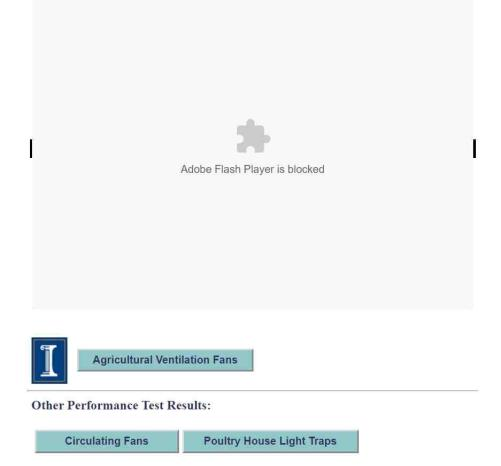 Adobe Flash Player is blocked
Agricultural Ventilation Fans
Other Performance Test Results:
Circulating Fans
Poultry House Light Traps